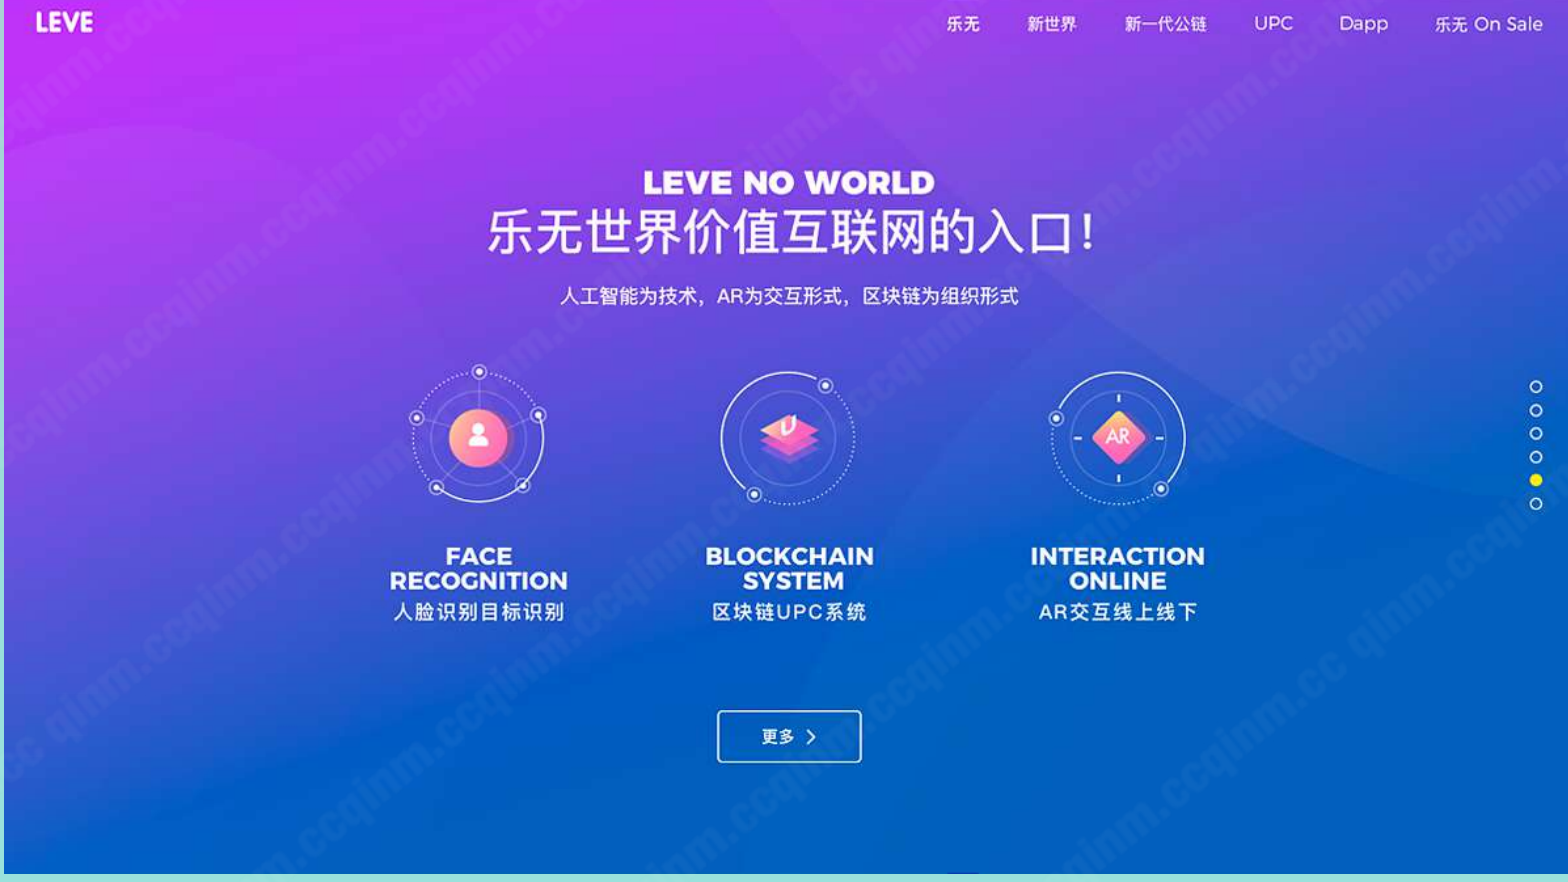 LEVE
乐无 新世界 新一代公链 UPC Dapp 乐无 On Sale
LEVE NO WORLD
乐无世界价值互联网的入口！
人工智能为技术，AR为交互形式，区块链为组织形式
AR
FACE
RECOGNITION
人脸识别目标识别
BLOCKCHAIN
SYSTEM
区块链UPC系统
INTERACTION
ONLINE
AR交互线上线下
更多
qinm.cc